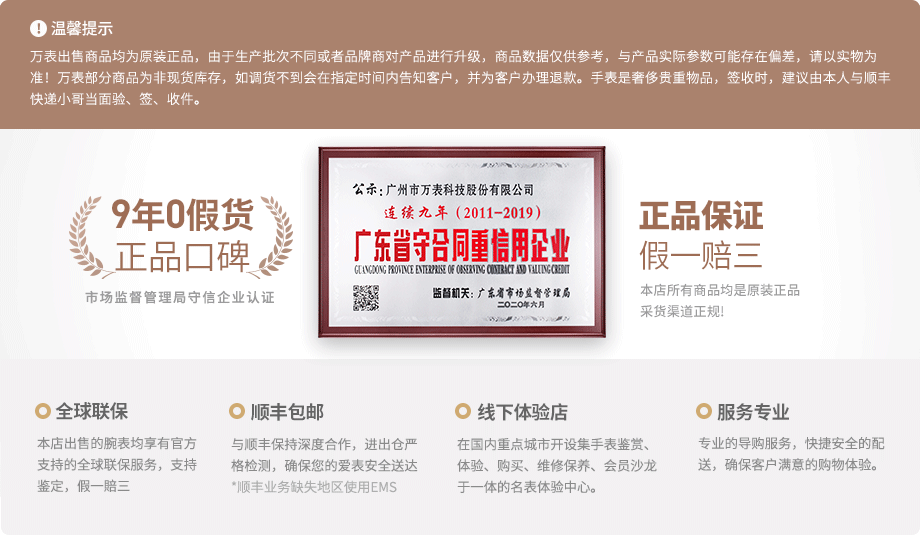 温馨提示
万表出售商品均为原装正品，由于生产批次不同或者品牌商对产品进行升级，商品数据仅供参考，与产品实际参数可能存在偏差，请以实物为
准！万表部分商品为非现货库存，如调货不到会在指定时间内告知客户，并为客户办理退款。手表是奢侈贵重物品，签收时，建议由本人与顺丰
快递小哥当面验、签、收件。
9年0假货
正品口碑
市场监督管理局守信企业认证
公示：广州市万表科技股份有限公司
连续九年（2011-2019）
广东省守合同重信用企业
GUANGDONG PROVINCE ENTERPRISE OF OBSERVING CONTRACT AND VALUING CREDIT
监督机关：广东省市场监督管理局
二〇二〇年六月
正品保证
假一赔三
本店所有商品均是原装正品
采货渠道正规!
全球联保
本店出售的腕表均享有官方
支持的全球联保服务，支持
鉴定，假一赔三
顺丰包邮
与顺丰保持深度合作，进出仓严
格检测，确保您的爱表安全送达
*顺丰业务缺失地区使用EMS
线下体验店
在国内重点城市开设集手表鉴赏、
体验、购买、维修保养、会员沙龙
于一体的名表体验中心。
服务专业
专业的导购服务，快捷安全的配
送，确保客户满意的购物体验。